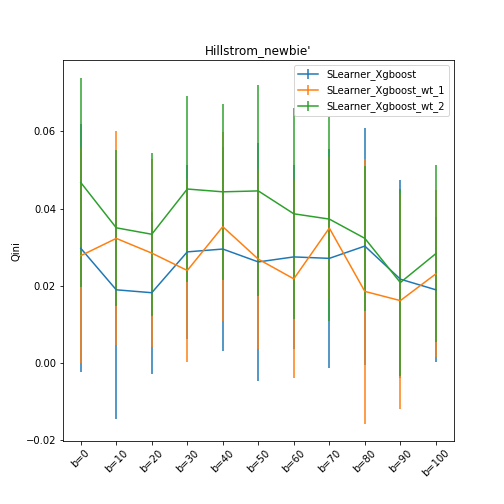 Hillstrom_newbie'
SLearner_Xgboost
SLearner_Xgboost_wt_1
SLearner_Xgboost_wt_2
Qini
0.06
0.04
0.02
0.00
−0.02
b=0
b=10
b=20
b=30
b=40
b=50
b=60
b=70
b=80
b=90
b=100